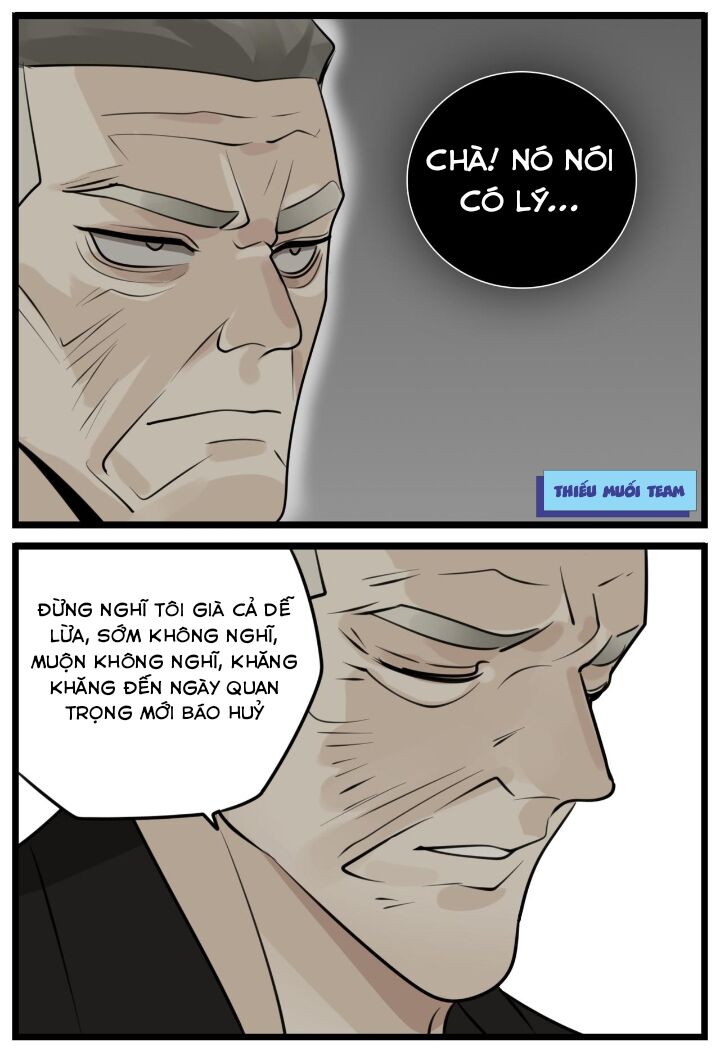 CHÀ! NÓ NÓI
CÓ LÝ...
THIẾU MUỐI TEAM
ĐỪNG NGHĨ TÔI GIÀ CẢ DỄ
LỪA, SỚM KHÔNG NGHĨ,
MUỘN KHÔNG NGHĨ, KHĂNG
KHĂNG ĐẾN NGÀY QUAN
TRỌNG MỚI BÁO HUỶ